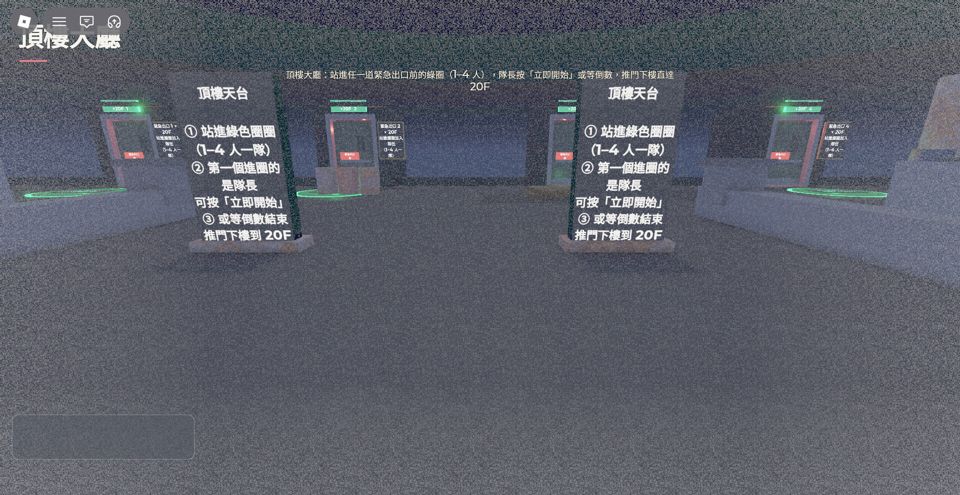 頂樓大廳
頂樓大廳：站進任一道緊急出口前的綠圈（1–4 人），隊長按「立即開始」或等倒數，推門下樓直達
20F
頂樓天台
① 站進綠色圈圈
（1–4 人一隊）
② 第一個進圈的
是隊長
可按「立即開始」
③ 或等倒數結束
推門下樓到 20F
頂樓天台
① 站進綠色圈圈
（1–4 人一隊）
② 第一個進圈的
是隊長
可按「立即開始」
③ 或等倒數結束
推門下樓到 20F